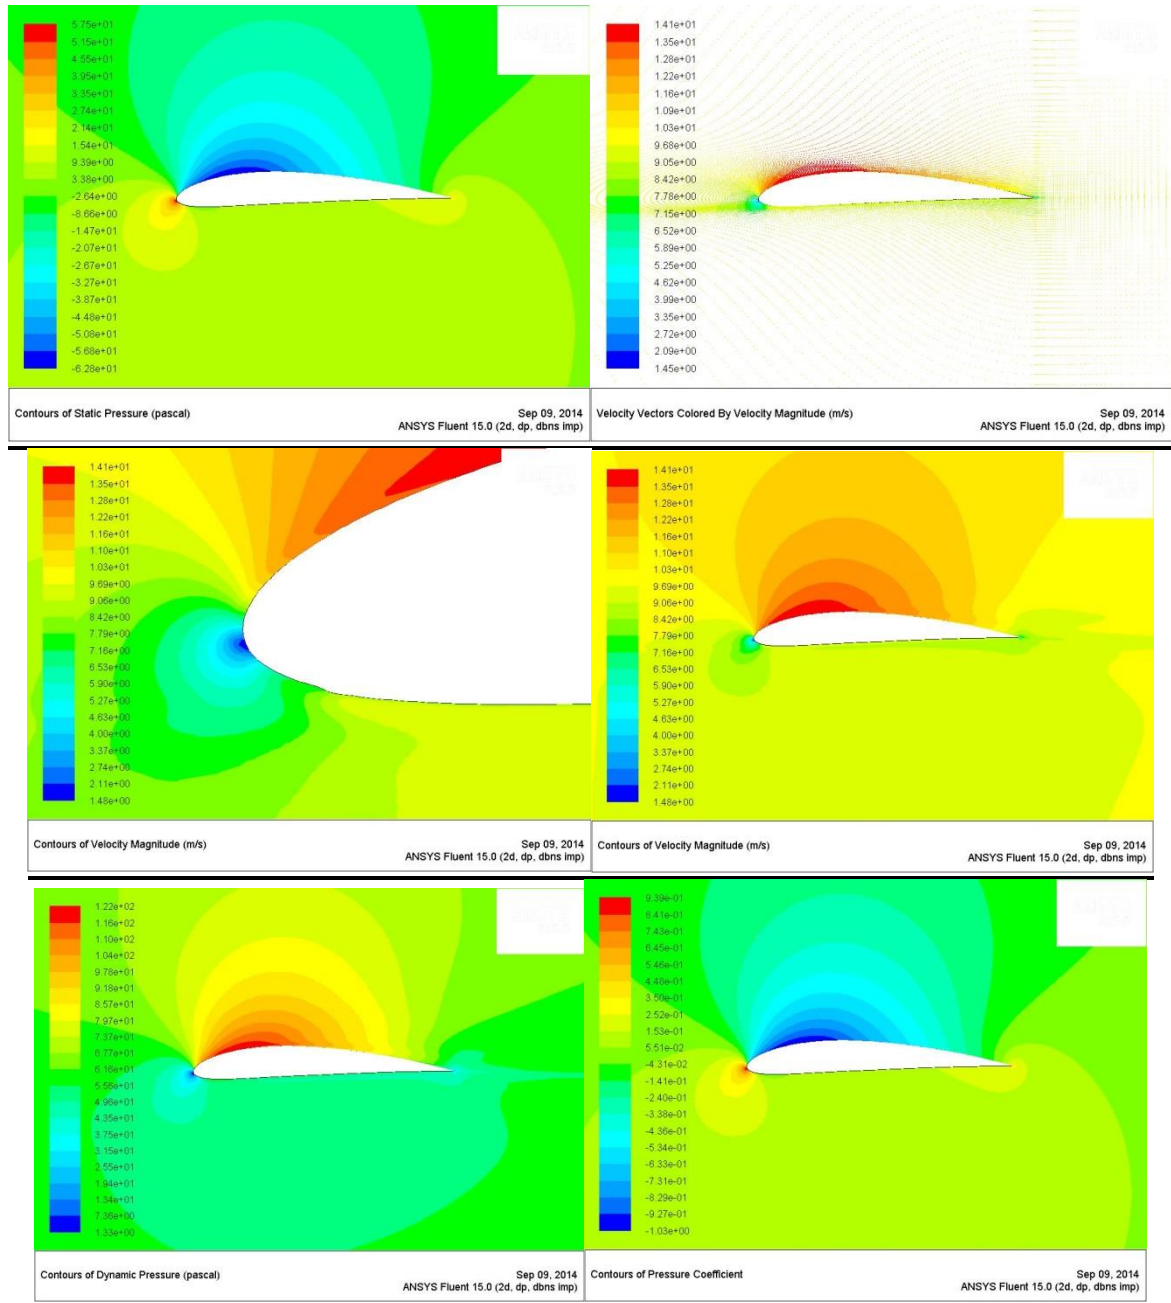 5.75e+01
5.15e+01
4.55e+01
3.95e+01
3.35e+01
2.74e+01
2.14e+01
1.54e+01
9.39e+00
3.38e+00
-2.64e+00
-8.66e+00
-1.47e+01
-2.07e+01
-2.67e+01
-3.27e+01
-3.87e+01
-4.48e+01
-5.08e+01
-5.68e+01
-6.28e+01
Contours of Static Pressure (pascal)
Sep 09, 2014
ANSYS Fluent 15.0 (2d, dp, dbns imp)
1.41e+01
1.35e+01
1.28e+01
1.22e+01
1.16e+01
1.09e+01
1.03e+01
9.68e+00
9.05e+00
8.42e+00
7.78e+00
7.15e+00
6.52e+00
5.89e+00
5.25e+00
4.62e+00
3.99e+00
3.35e+00
2.72e+00
2.09e+00
1.45e+00
Velocity Vectors Colored By Velocity Magnitude (m/s)
Sep 09, 2014
ANSYS Fluent 15.0 (2d, dp, dbns imp)
1.41e+01
1.35e+01
1.28e+01
1.22e+01
1.16e+01
1.10e+01
1.03e+01
9.69e+00
9.06e+00
8.42e+00
7.79e+00
7.16e+00
6.53e+00
5.90e+00
5.27e+00
4.63e+00
4.00e+00
3.37e+00
2.74e+00
2.11e+00
1.48e+00
Contours of Velocity Magnitude (m/s)
Sep 09, 2014
ANSYS Fluent 15.0 (2d, dp, dbns imp)
1.41e+01
1.35e+01
1.28e+01
1.22e+01
1.16e+01
1.10e+01
1.03e+01
9.69e+00
9.06e+00
8.42e+00
7.79e+00
7.16e+00
6.53e+00
5.90e+00
5.27e+00
4.63e+00
4.00e+00
3.37e+00
2.74e+00
2.11e+00
1.48e+00
Contours of Velocity Magnitude (m/s)
Sep 09, 2014
ANSYS Fluent 15.0 (2d, dp, dbns imp)
1.22e+02
1.16e+02
1.10e+02
1.04e+02
9.78e+01
9.18e+01
8.57e+01
7.97e+01
7.37e+01
6.77e+01
6.16e+01
5.56e+01
4.96e+01
4.35e+01
3.75e+01
3.15e+01
2.55e+01
1.94e+01
1.34e+01
7.36e+00
1.33e+00
Contours of Dynamic Pressure (pascal)
Sep 09, 2014
ANSYS Fluent 15.0 (2d, dp, dbns imp)
9.39e-01
8.41e-01
7.43e-01
6.45e-01
5.46e-01
4.48e-01
3.50e-01
2.52e-01
1.53e-01
5.51e-02
-4.31e-02
-1.41e-01
-2.40e-01
-3.38e-01
-4.36e-01
-5.34e-01
-6.33e-01
-7.31e-01
-8.29e-01
-9.27e-01
-1.03e+00
Contours of Pressure Coefficient
Sep 09, 2014
ANSYS Fluent 15.0 (2d, dp, dbns imp)